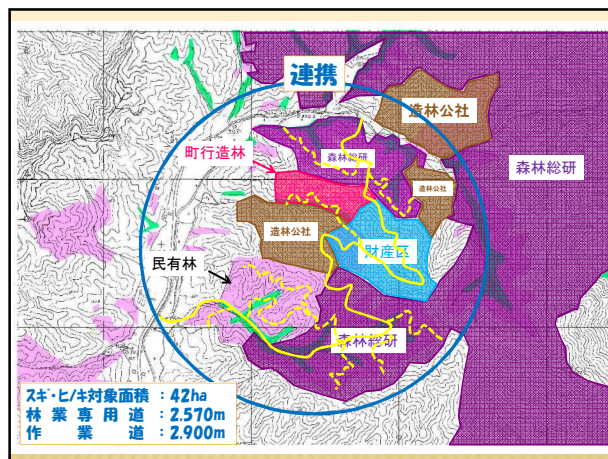 連携
造林公社
森林総研
町行造林
森林総研
造林公社
造林公社
財産区
民有林
森林総研
スギ・ヒノキ対象面積 : 42ha
林業専用道 : 2.570m
作業道 : 2.900m